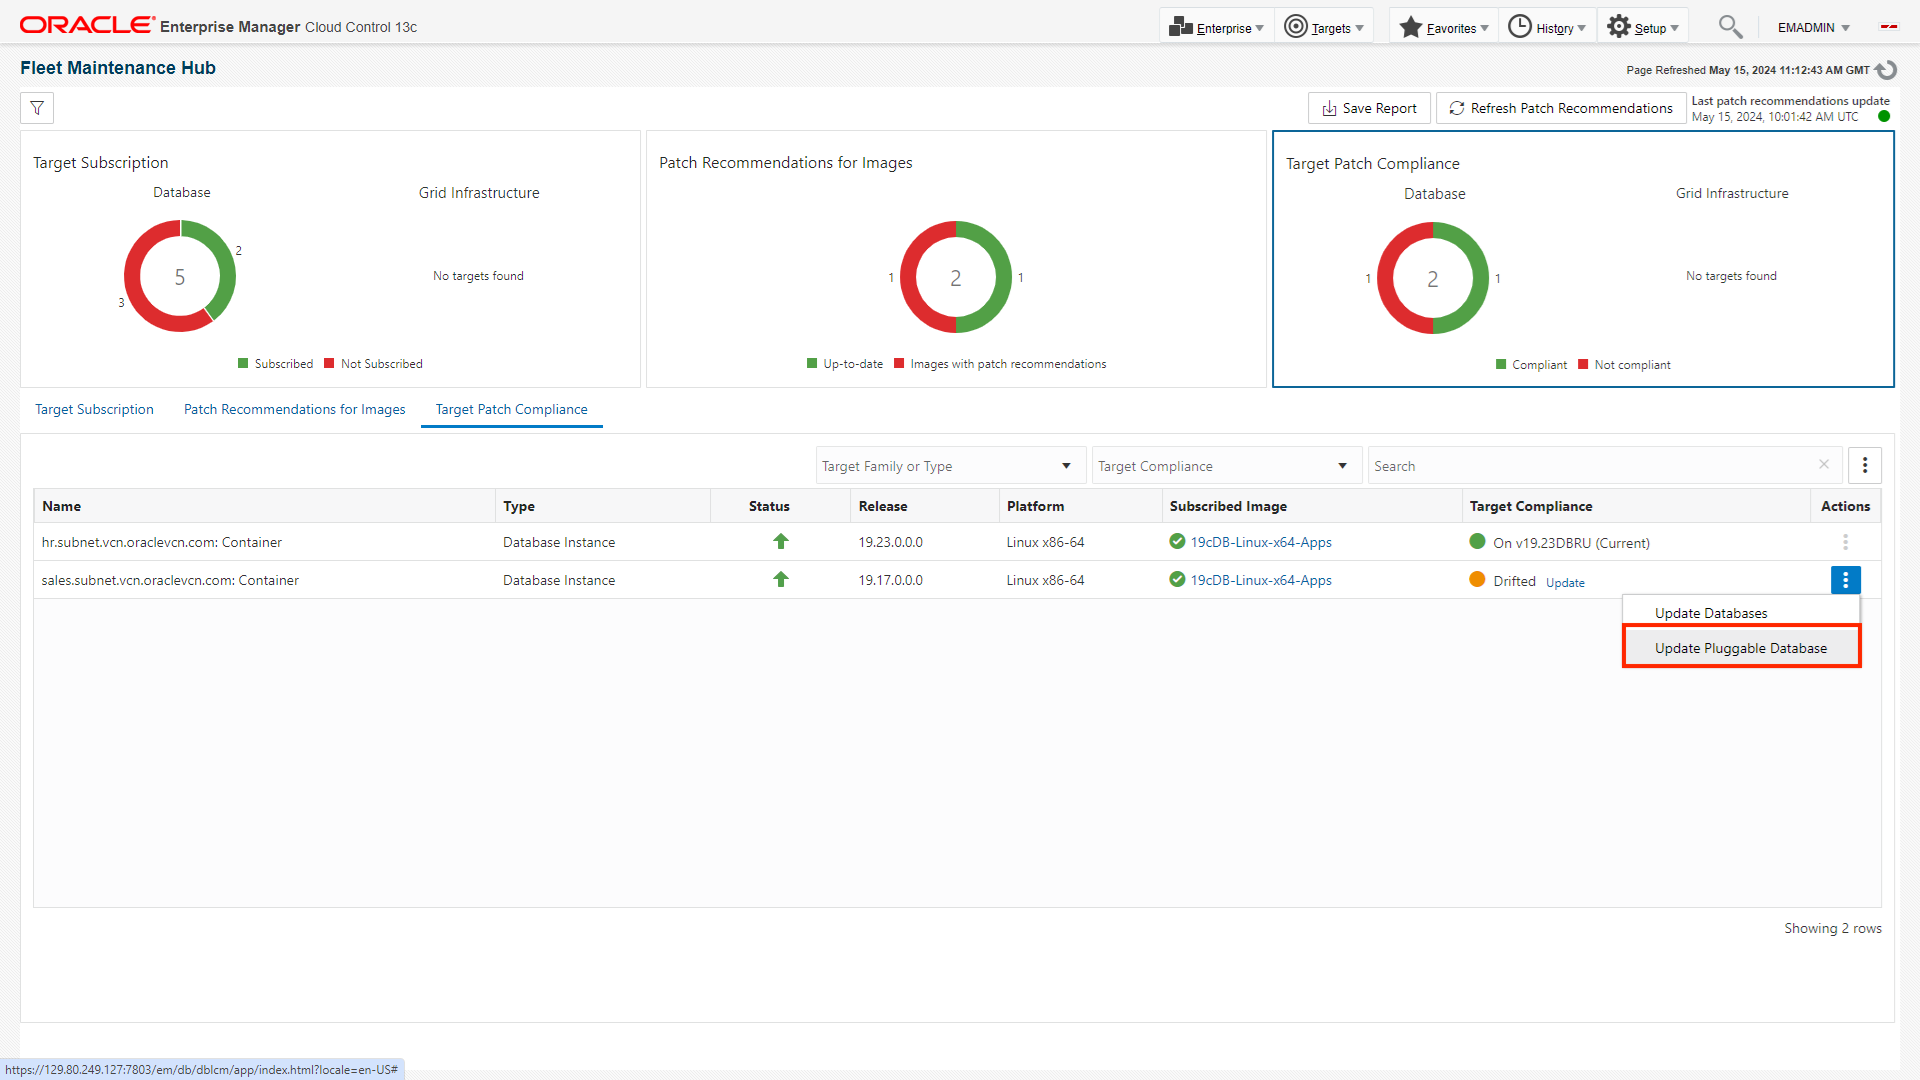 ORACLE Enterprise Manager Cloud Control 13c
Enterprise
Targets
Favorites
History
Setup
EMADMIN
Fleet Maintenance Hub
Page Refreshed May 15, 2024 11:12:43 AM GMT
Save Report
Refresh Patch Recommendations
Last patch recommendations update
May 15, 2024, 10:01:42 AM UTC
Target Subscription
Database
Grid Infrastructure
2
5
3
No targets found
Subscribed
Not Subscribed
Patch Recommendations for Images
1
2
1
Up-to-date
Images with patch recommendations
Target Patch Compliance
Database
Grid Infrastructure
1
2
1
No targets found
Compliant
Not compliant
Target Subscription
Patch Recommendations for Images
Target Patch Compliance
Target Family or Type
Target Compliance
Search
Name Type Status Release Platform Subscribed Image Target Compliance Actions
hr.subnet.vcn.oraclevcn.com: Container Database Instance 19.23.0.0.0 Linux x86-64 19cDB-Linux-x64-Apps On v19.23DBRU (Current)
sales.subnet.vcn.oraclevcn.com: Container Database Instance 19.17.0.0.0 Linux x86-64 19cDB-Linux-x64-Apps Drifted Update
Update Databases
Update Pluggable Database
Showing 2 rows
https://129.80.249.127:7803/em/db/dblcm/app/index.html?locale=en-US#